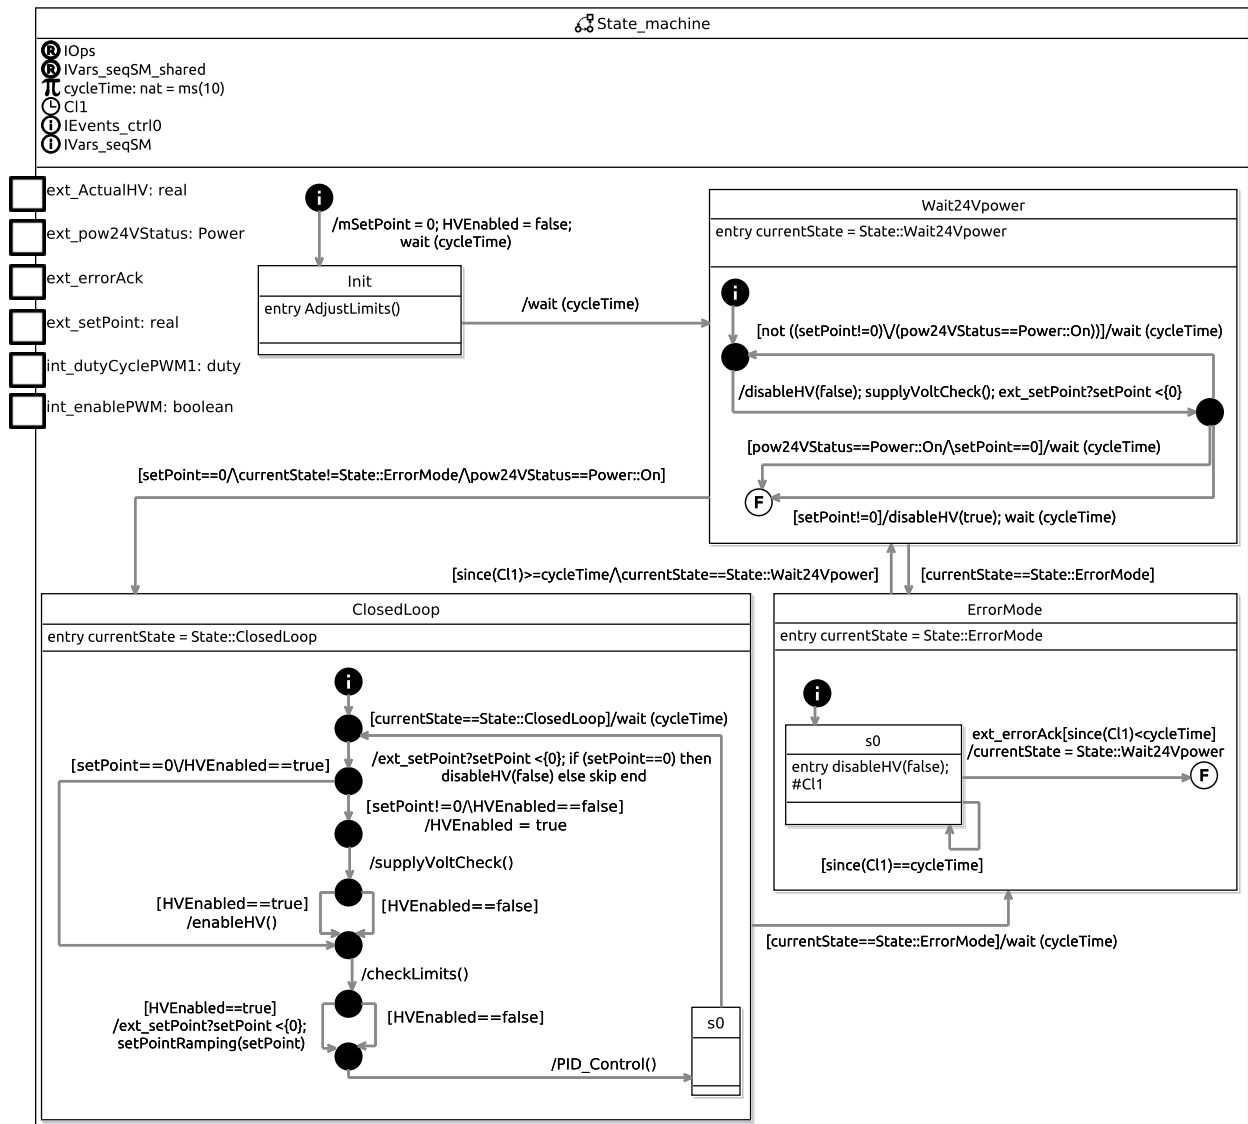 State_machine
R IOps
R IVars_seqSM_shared
π cycleTime: nat = ms(10)
Cl1
i IEvents_ctrl0
i IVars_seqSM
ext_ActualHV: real
ext_pow24VStatus: Power
ext_errorAck
ext_setPoint: real
int_dutyCyclePWM1: duty
int_enablePWM: boolean
i
/mSetPoint = 0; HVEnabled = false;
wait (cycleTime)
Init
entry AdjustLimits()
/wait (cycleTime)
Wait24Vpower
entry currentState = State::Wait24Vpower
i
[not ((setPoint!=0)\/(pow24VStatus==Power::On))]/wait (cycleTime)
/disableHV(false); supplyVoltCheck(); ext_setPoint?setPoint <{0}
[pow24VStatus==Power::On/\setPoint==0]/wait (cycleTime)
F
[setPoint!=0]/disableHV(true); wait (cycleTime)
[setPoint==0/\currentState!=State::ErrorMode/\pow24VStatus==Power::On]
[since(Cl1)>=cycleTime/\currentState==State::Wait24Vpower]
[currentState==State::ErrorMode]
ClosedLoop
entry currentState = State::ClosedLoop
i
[currentState==State::ClosedLoop]/wait (cycleTime)
/ext_setPoint?setPoint <{0}; if (setPoint==0) then
disableHV(false) else skip end
[setPoint==0\/HVEnabled==true]
[setPoint!=0/\HVEnabled==false]
/HVEnabled = true
/supplyVoltCheck()
[HVEnabled==true]
/enableHV()
[HVEnabled==false]
/checkLimits()
[HVEnabled==true]
/ext_setPoint?setPoint <{0};
setPointRamping(setPoint)
[HVEnabled==false]
/PID_Control()
s0
ErrorMode
entry currentState = State::ErrorMode
i
s0
entry disableHV(false);
#Cl1
ext_errorAck[since(Cl1)<cycleTime]
/currentState = State::Wait24Vpower
F
[since(Cl1)==cycleTime]
[currentState==State::ErrorMode]/wait (cycleTime)